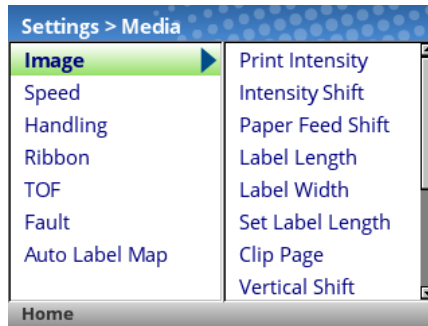 Settings > Media
Image
Speed
Handling
Ribbon
TOF
Fault
Auto Label Map
Print Intensity
Intensity Shift
Paper Feed Shift
Label Length
Label Width
Set Label Length
Clip Page
Vertical Shift
Home